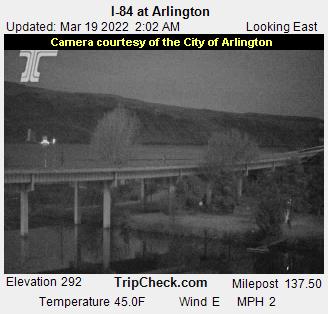 I-84 at Arlington
Updated: Mar 19 2022 2:02 AM Looking East
Camera courtesy of the City of Arlington
Elevation 292 TripCheck.com Milepost 137.50
Temperature 45.0F Wind E MPH 2